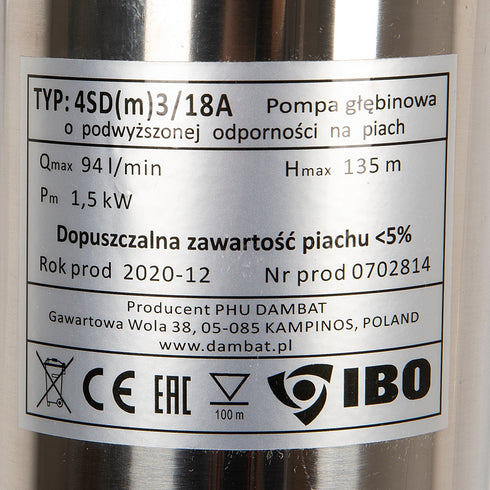 TYP: 4SD(m)3/18A Pompa głębinowa
o podwyższonej odporności na piach
Qmax 94 l/min Hmax 135 m
Pm 1,5 kW
Dopuszczalna zawartość piachu <5%
Rok prod 2020-12 Nr prod 0702814
Producent PHU DAMBAT
Gawartowa Wola 38, 05-085 KAMPINOS, POLAND
www.dambat.pl
CE EAC 100 m IBO